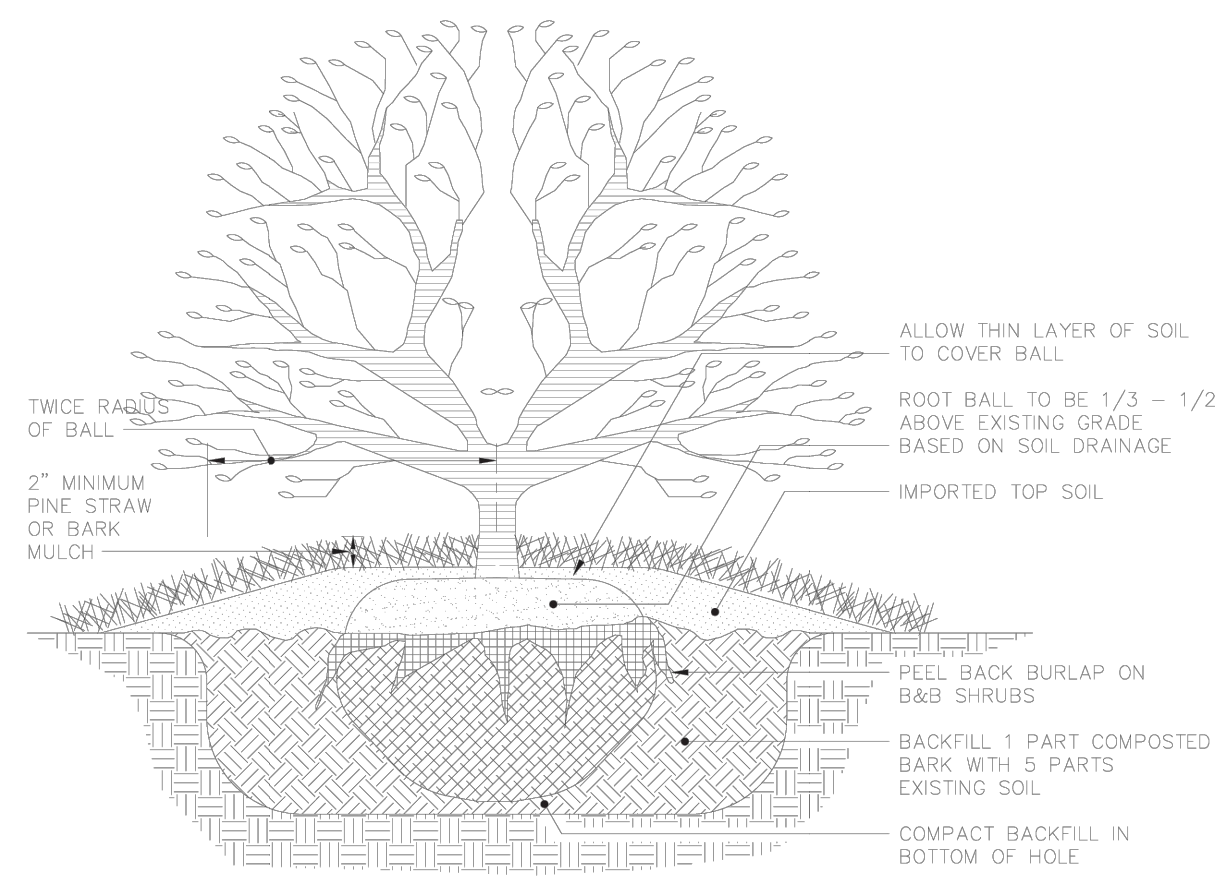 TWICE RADIUS
OF BALL
2” MINIMUM
PINE STRAW
OR BARK
MULCH
ALLOW THIN LAYER OF SOIL
TO COVER BALL
ROOT BALL TO BE 1/3 – 1/2
ABOVE EXISTING GRADE
BASED ON SOIL DRAINAGE
IMPORTED TOP SOIL
PEEL BACK BURLAP ON
B&B SHRUBS
BACKFILL 1 PART COMPOSTED
BARK WITH 5 PARTS
EXISTING SOIL
COMPACT BACKFILL IN
BOTTOM OF HOLE